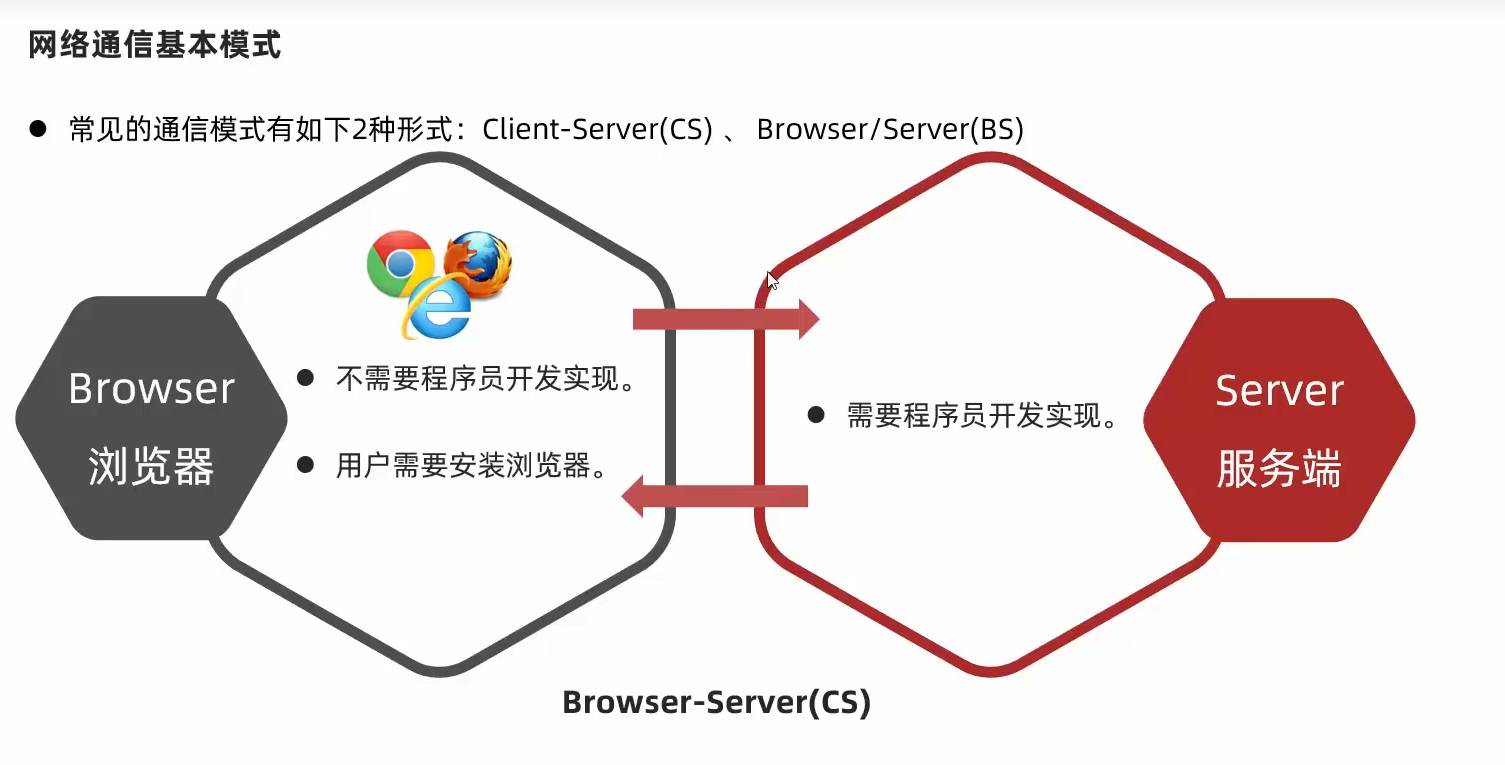 网络通信基本模式
● 常见的通信模式有如下2种形式：Client-Server(CS) 、 Browser/Server(BS)
Browser
浏览器
● 不需要程序员开发实现。
● 用户需要安装浏览器。
● 需要程序员开发实现。
Server
服务端
Browser-Server(CS)